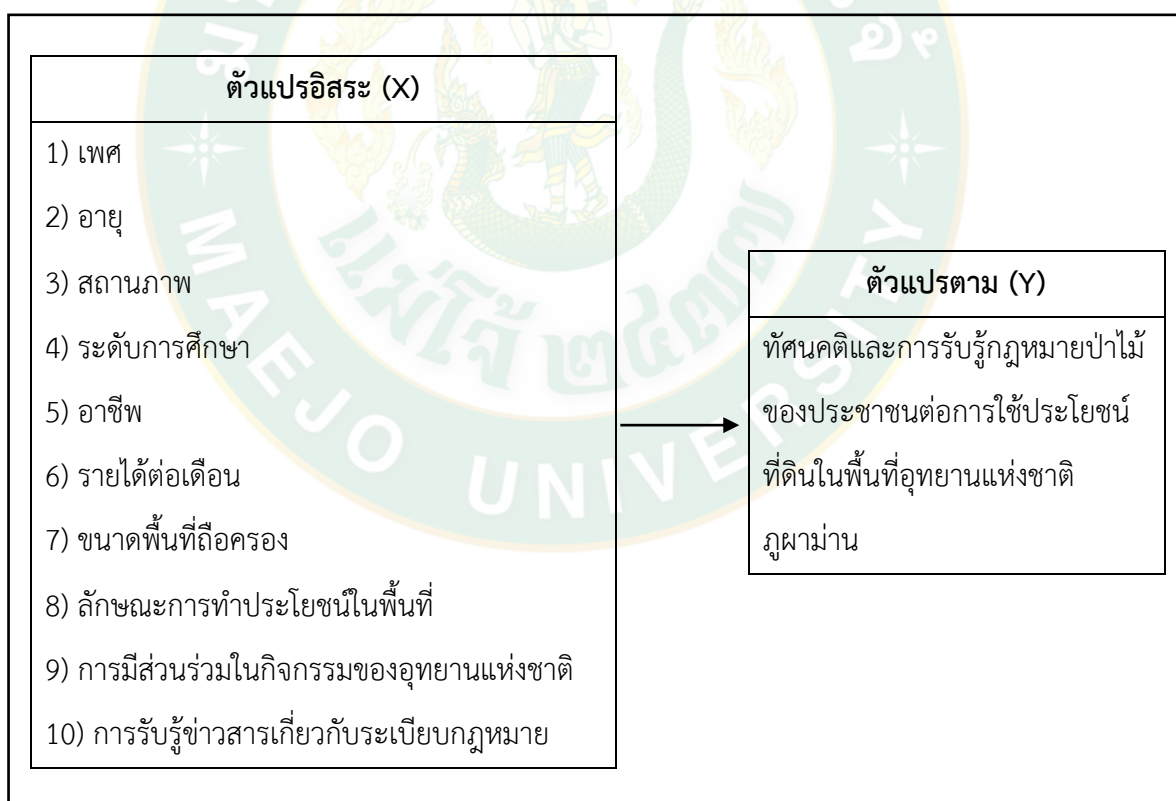 ตัวแปรอิสระ (X)
1) เพศ
2) อายุ
3) สถานภาพ
4) ระดับการศึกษา
5) อาชีพ
6) รายได้ต่อเดือน
7) ขนาดพื้นที่ถือครอง
8) ลักษณะการทำประโยชน์ในพื้นที่
9) การมีส่วนร่วมในกิจกรรมของอุทยานแห่งชาติ
10) การรับรู้ข่าวสารเกี่ยวกับระเบียบกฎหมาย
ตัวแปรตาม (Y)
ทัศนคติและการรับรู้กฎหมายป่าไม้
ของประชาชนต่อการใช้ประโยชน์
ที่ดินในพื้นที่อุทยานแห่งชาติ
ภูผาม่าน
แม่โจ้ ๒๔๗๗
MAEJO UNIVERSITY